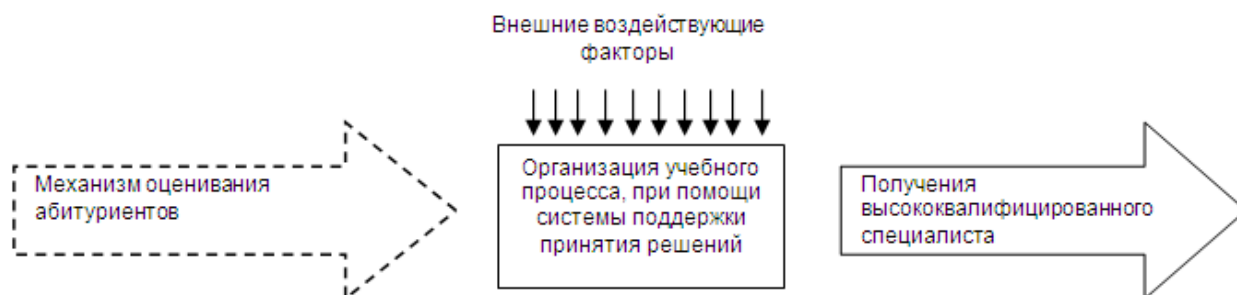 Внешние воздействующие
факторы
Механизм оценивания
абитуриентов
Организация учебного
процесса, при помощи
системы поддержки
принятия решений
Получения
высококвалифицированного
специалиста